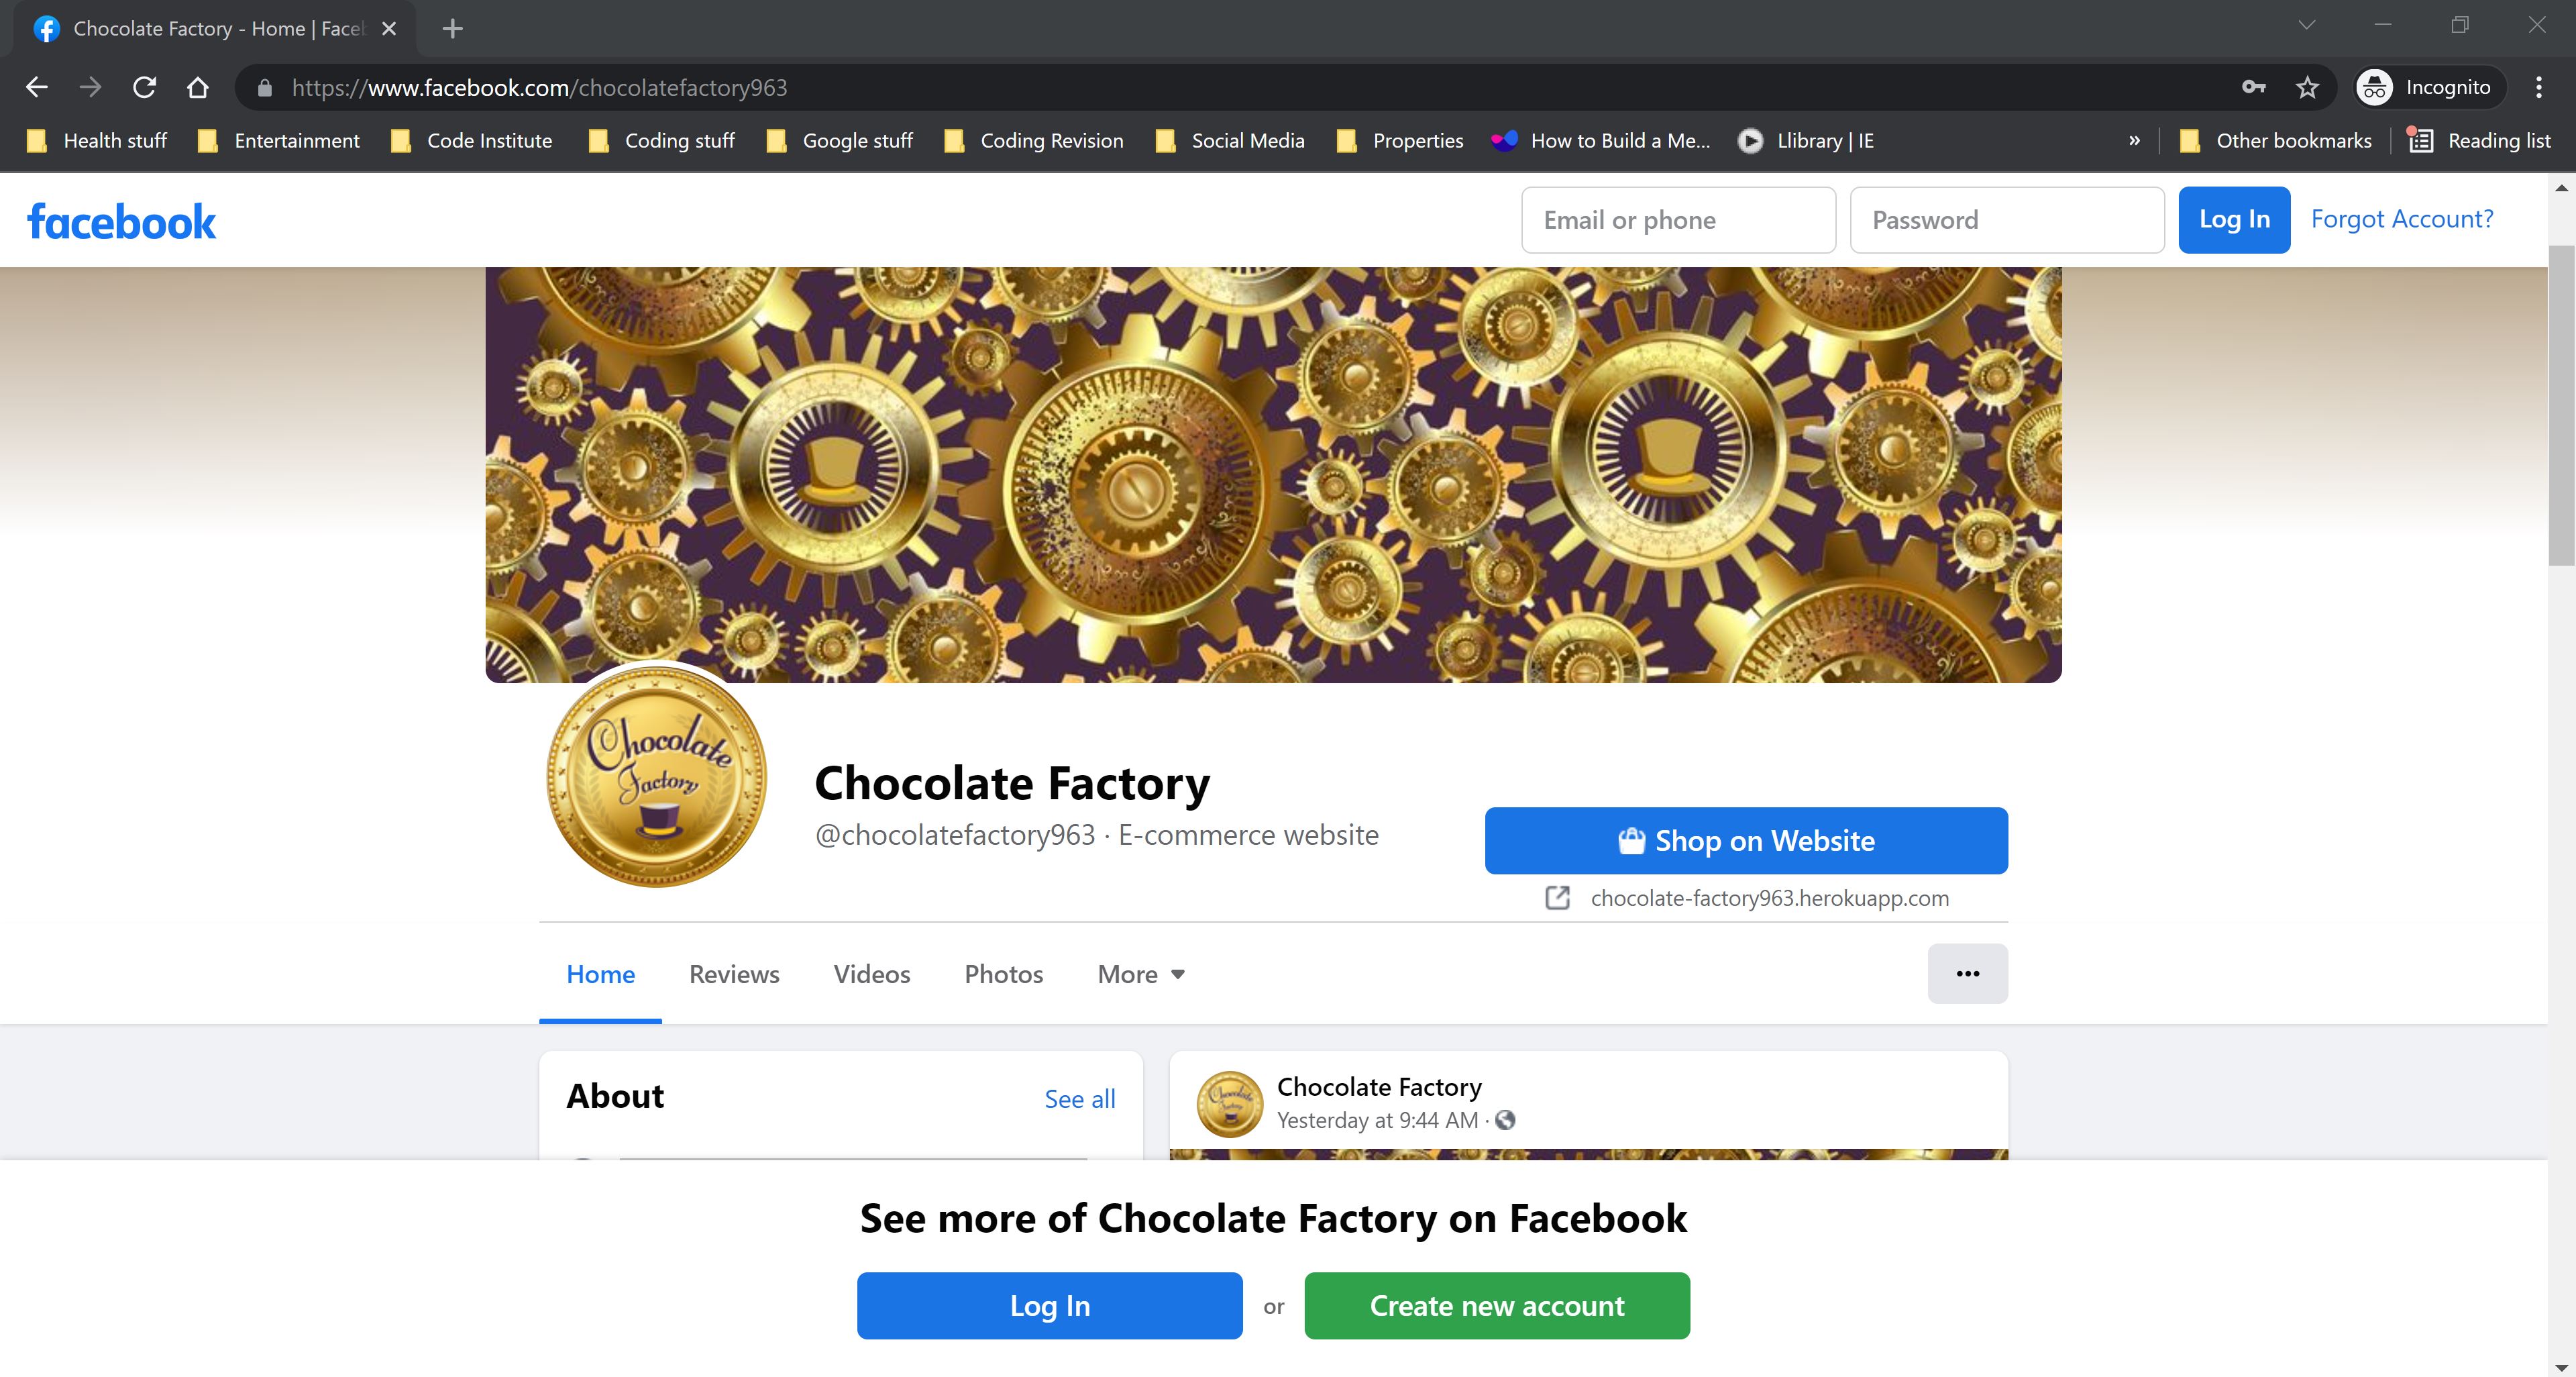 Chocolate Factory - Home | Faceb
https://www.facebook.com/chocolatefactory963
Incognito
Health stuff Entertainment Code Institute Coding stuff Google stuff Coding Revision Social Media Properties How to Build a Me... Llibrary | IE » Other bookmarks Reading list
facebook
Email or phone Password Log In Forgot Account?
Chocolate
Factory
Chocolate Factory
@chocolatefactory963 · E-commerce website
Shop on Website
chocolate-factory963.herokuapp.com
Home Reviews Videos Photos More
About See all
Chocolate Factory
Chocolate Factory
Yesterday at 9:44 AM ·
See more of Chocolate Factory on Facebook
Log In or Create new account